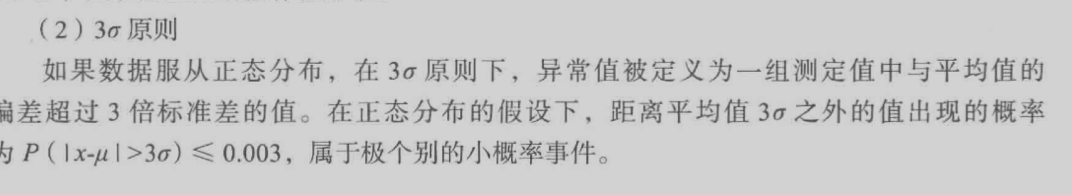 （2）3σ 原则
如果数据服从正态分布，在 3σ 原则下，异常值被定义为一组测定值中与平均值的
偏差超过 3 倍标准差的值。在正态分布的假设下，距离平均值 3σ 之外的值出现的概率
为 P（|x-μ|>3σ）≤ 0.003，属于极个别的小概率事件。